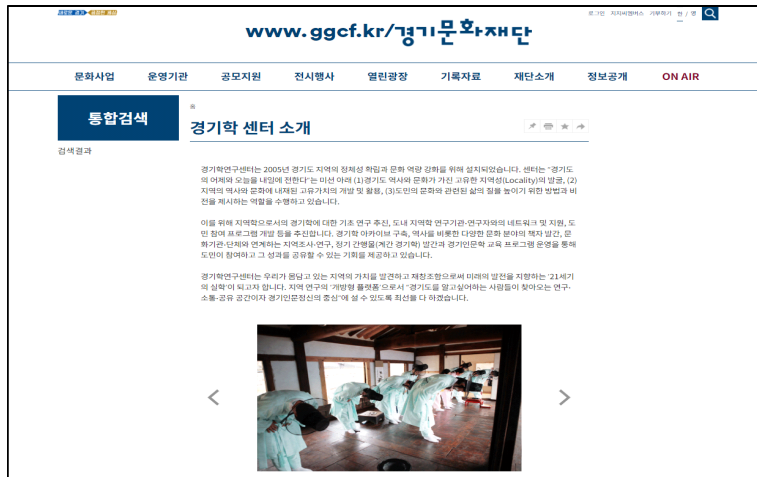 로그인 지지씨멤버스 기부하기 한 / 영
www.ggcf.kr/경기문화재단
문화사업 운영기관 공모지원 전시행사 열린광장 기록자료 재단소개 정보공개 ON AIR
통합검색
홈
경기학 센터 소개
검색결과
경기학연구센터는 2005년 경기도 지역의 정체성 확립과 문화 역량 강화를 위해 설치되었습니다. 센터는 "경기도
의 어제와 오늘을 내일에 전한다"는 미션 아래 (1)경기도 역사와 문화가 가진 고유한 지역성(Locality)의 발굴, (2)
지역의 역사와 문화에 내재된 고유가치의 개발 및 활용, (3)도민의 문화와 관련된 삶의 질을 높이기 위한 방법과 비
전을 제시하는 역할을 수행하고 있습니다.
이를 위해 지역학으로서의 경기학에 대한 기초 연구 추진, 도내 지역학 연구기관-연구자와의 네트워크 및 지원, 도
민 참여 프로그램 개발 등을 추진합니다. 경기학 아카이브 구축, 역사를 비롯한 다양한 문화 분야의 책자 발간, 문
화기관-단체와 연계하는 지역조사·연구, 정기 간행물(계간 경기학) 발간과 경기인문학 교육 프로그램 운영을 통해
도민이 참여하고 그 성과를 공유할 수 있는 기회를 제공하고 있습니다.
경기학연구센터는 우리가 몸담고 있는 지역의 가치를 발견하고 재창조함으로써 미래의 발전을 지향하는 '21세기
의 실학'이 되고자 합니다. 지역 연구의 '개방형 플랫폼'으로서 "경기도를 알고싶어하는 사람들이 찾아오는 연구·
소통·공유 공간이자 경기인문정신의 중심"에 설 수 있도록 최선을 다 하겠습니다.